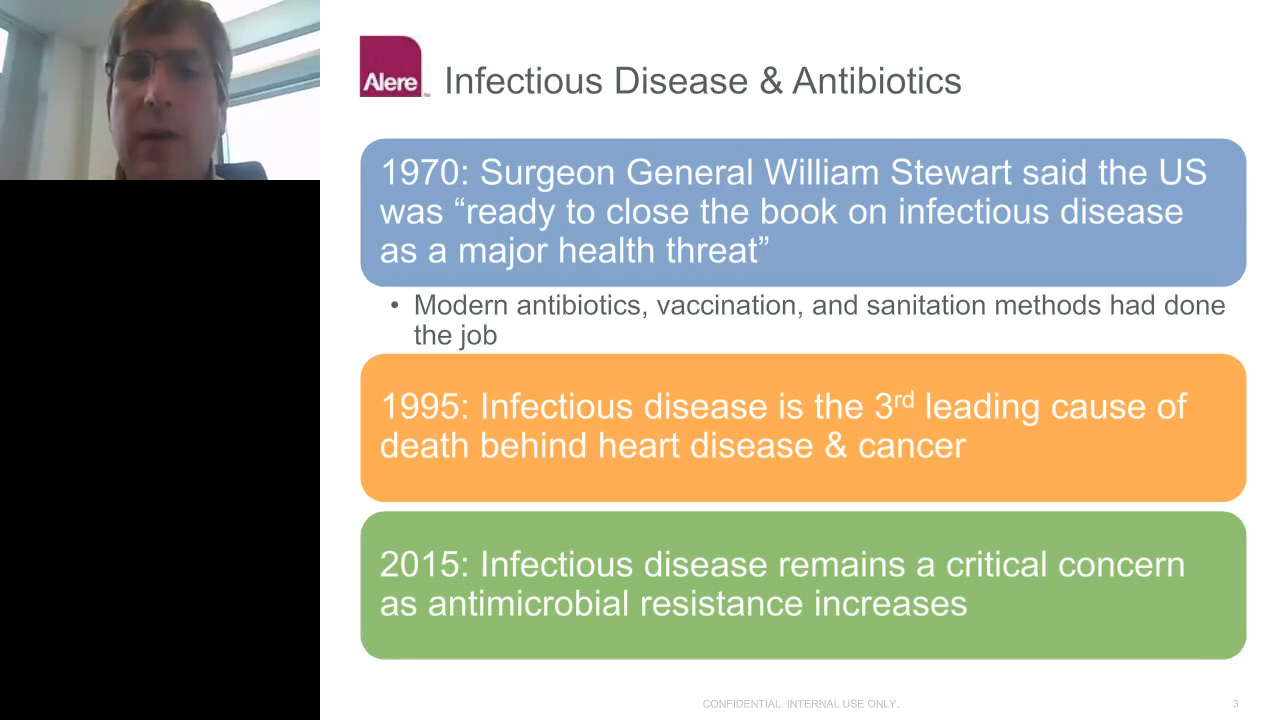 Alere™
Infectious Disease & Antibiotics
1970: Surgeon General William Stewart said the US
was “ready to close the book on infectious disease
as a major health threat”
• Modern antibiotics, vaccination, and sanitation methods had done
the job
1995: Infectious disease is the 3rd leading cause of
death behind heart disease & cancer
2015: Infectious disease remains a critical concern
as antimicrobial resistance increases
CONFIDENTIAL. INTERNAL USE ONLY.
3